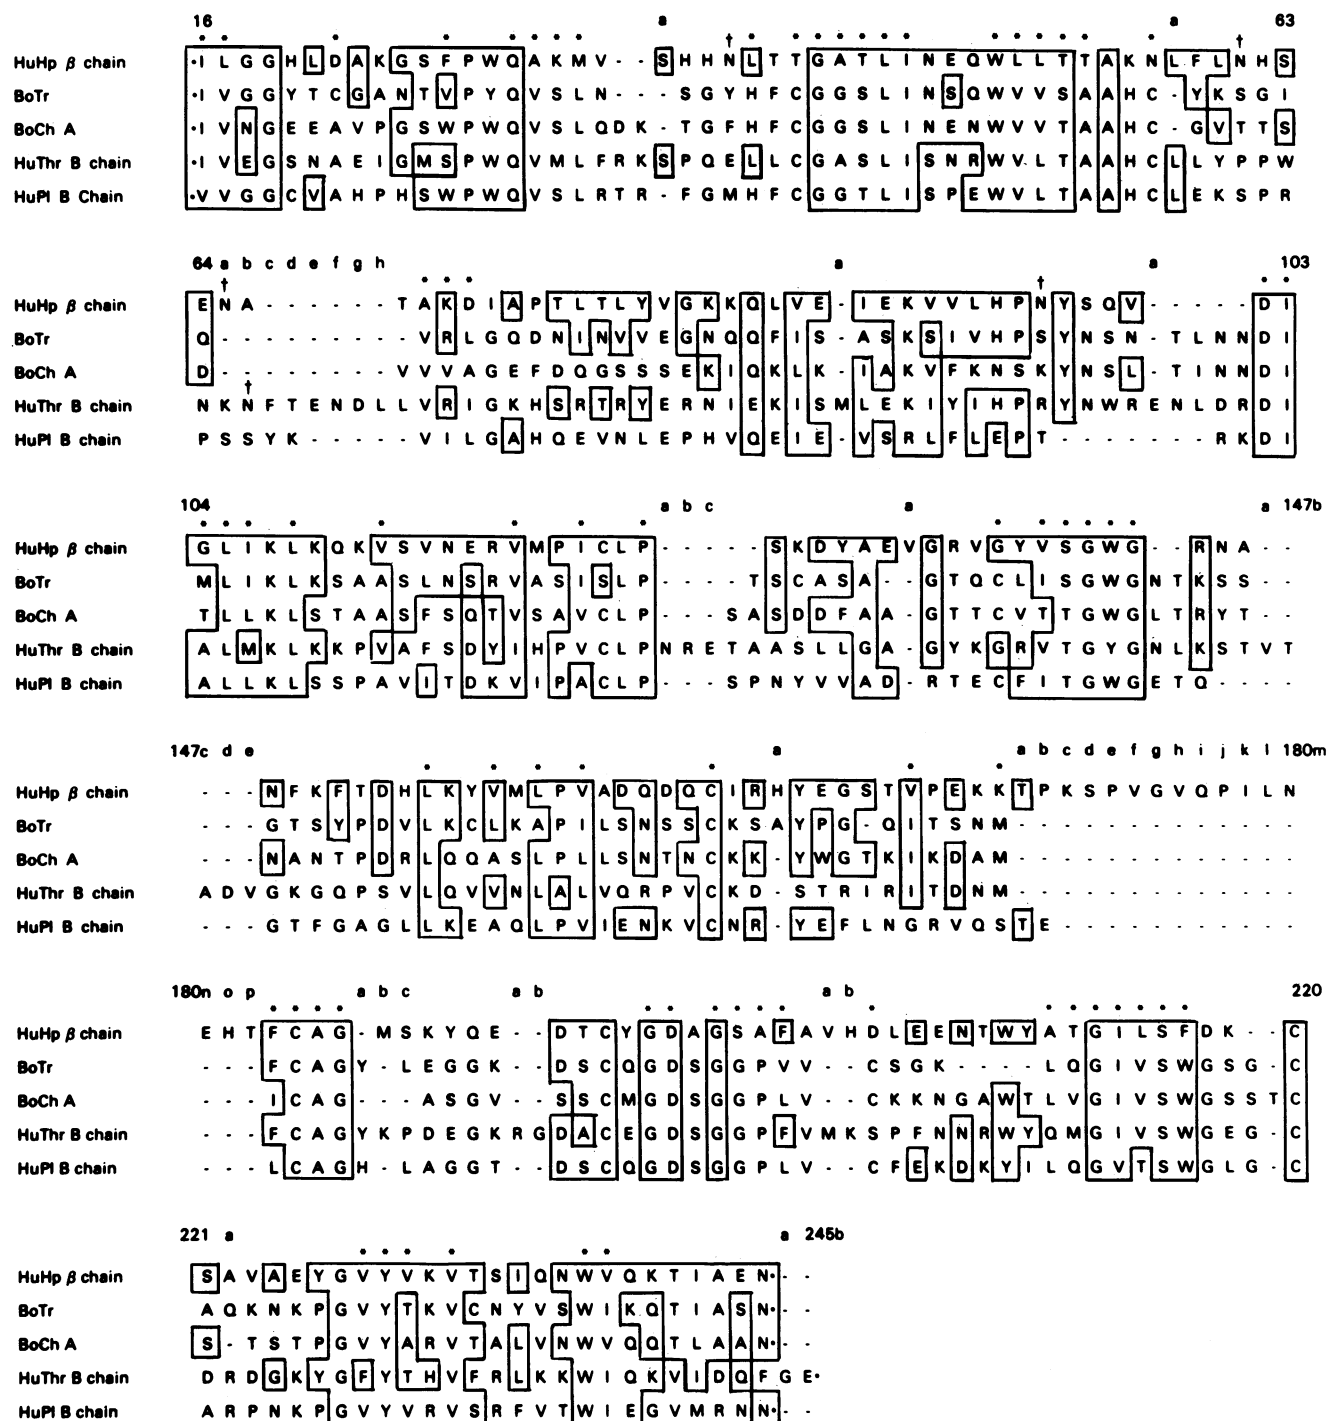 16 a a 63
HuHp β chain ·I L G G H L D A K G S F P W Q A K M V - - S H H N L T T G A T L I N E Q W L L T T A K N L F L N H S
BoTr ·I V G G Y T C G A N T V P Y Q V S L N - - - S G Y H F C G G S L I N S Q W V V S A A H C - Y K S G I
BoCh A ·I V N G E E A V P G S W P W Q V S L Q D K - T G F H F C G G S L I N E N W V V T A A H C - G V T T S
HuThr B chain ·I V E G S N A E I G M S P W Q V M L F R K S P Q E L L C G A S L I S N R W V L T A A H C L L Y P P W
HuPl B Chain ·V V G G C V A H P H S W P W Q V S L R T R - F G M H F C G G T L I S P E W V L T A A H C L E K S P R
64 a b c d e f g h a a 103
HuHp β chain E N A - - - - - - T A K D I A P T L T L Y V G K K Q L V E - I E K V V L H P N Y S Q V - - - - - D I
BoTr Q - - - - - - - - - V R L G Q D N I N V V E G N Q Q F I S - A S K S I V H P S Y N S N - T L N N D I
BoCh A D - - - - - - - - - V V V A G E F D Q G S S S E K I Q K L K - I A K V F K N S K Y N S L - T I N N D I
HuThr B chain N K N F T E N D L L V R I G K H S R T R Y E R N I E K I S M L E K I Y I H P R Y N W R E N L D R D I
HuPl B chain P S S Y K - - - - - V I L G A H Q E V N L E P H V Q E I E - V S R L F L E P T - - - - - - - R K D I
104 a b c a a 147b
HuHp β chain G L I K L K Q K V S V N E R V M P I C L P - - - - - S K D Y A E V G R V G Y V S G W G - - R N A - -
BoTr M L I K L K S A A S L N S R V A S I S L P - - - - T S C A S A - - G T Q C L I S G W G N T K S S - -
BoCh A T L L K L S T A A S F S Q T V S A V C L P - - - S A S D D F A A - G T T C V T T G W G L T R Y T - -
HuThr B chain A L M K L K K P V A F S D Y I H P V C L P N R E T A A S L L G A - G Y K G R V T G Y G N L K S T V T
HuPl B chain A L L K L S S P A V I T D K V I P A C L P - - - S P N Y V V A D - R T E C F I T G W G E T Q - - - -
147c d e a a b c d e f g h i j k l 180m
HuHp β chain - - - N F K F T D H L K Y V M L P V A D Q D Q C I R H Y E G S T V P E K K T P K S P V G V Q P I L N
BoTr - - - G T S Y P D V L K C L K A P I L S N S S C K S A Y P G - Q I T S N M - - - - - - - - - - - - -
BoCh A - - - N A N T P D R L Q Q A S L P L L S N T N C K K - Y W G T K I K D A M - - - - - - - - - - - - -
HuThr B chain A D V G K G Q P S V L Q V V N L A L V Q R P V C K D - S T R I R I T D N M - - - - - - - - - - - - -
HuPl B chain - - - G T F G A G L L K E A Q L P V I E N K V C N R - Y E F L N G R V Q S T E - - - - - - - - - - -
180n o p a b c a b a b 220
HuHp β chain E H T F C A G - M S K Y Q E - - D T C Y G D A G S A F A V H D L E E N T W Y A T G I L S F D K - - C
BoTr - - - F C A G Y - L E G G K - - D S C Q G D S G G P V V - - C S G K - - - - L Q G I V S W G S G - C
BoCh A - - - I C A G - - - A S G V - - S S C M G D S G G P L V - - C K K N G A W T L V G I V S W G S S T C
HuThr B chain - - - F C A G Y K P D E G K R G D A C E G D S G G P F V M K S P F N N R W Y Q M G I V S W G E G - C
HuPl B chain - - - L C A G H - L A G G T - - D S C Q G D S G G P L V - - C F E K D K Y I L Q G V T S W G L G - C
221 a a 245b
HuHp β chain S A V A E Y G V Y V K V T S I Q N W V Q K T I A E N· - -
BoTr A Q K N K P G V Y T K V C N Y V S W I K Q T I A S N· - -
BoCh A S - T S T P G V Y A R V T A L V N W V Q Q T L A A N· - -
HuThr B chain D R D G K Y G F Y T H V F R L K K W I Q K V I D Q F G E·
HuPl B chain A R P N K P G V Y V R V S R F V T W I E G V M R N N· - -